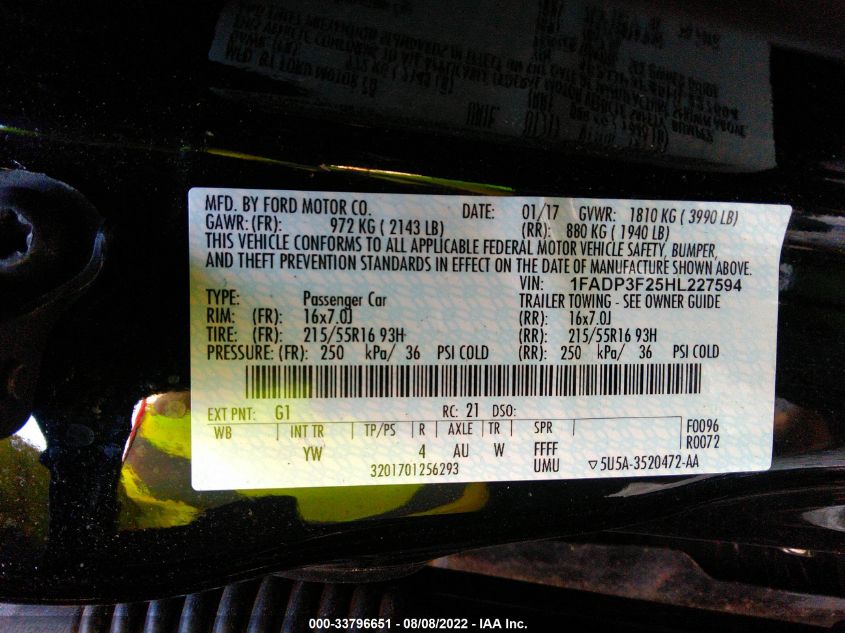 MFD. BY FORD MOTOR CO. DATE: 01/17 GVWR: 1810 KG ( 3990 LB)
GAWR: (FR): 972 KG ( 2143 LB) (RR): 880 KG ( 1940 LB)
THIS VEHICLE CONFORMS TO ALL APPLICABLE FEDERAL MOTOR VEHICLE SAFETY, BUMPER,
AND THEFT PREVENTION STANDARDS IN EFFECT ON THE DATE OF MANUFACTURE SHOWN ABOVE.
VIN: 1FADP3F25HL227594
TYPE: Passenger Car TRAILER TOWING - SEE OWNER GUIDE
RIM: (FR): 16x7.0J (RR): 16x7.0J
TIRE: (FR): 215/55R16 93H (RR): 215/55R16 93H
PRESSURE: (FR): 250 kPa/ 36 PSI COLD (RR): 250 kPa/ 36 PSI COLD
EXT PNT: G1 RC: 21 DSO: F0096
WB INT TR TP/PS R AXLE TR SPR R0072
YW 4 AU W FFFF
3201701256293 UMU ▽5U5A-3520472-AA
000-33796651 - 08/08/2022 - IAA Inc.